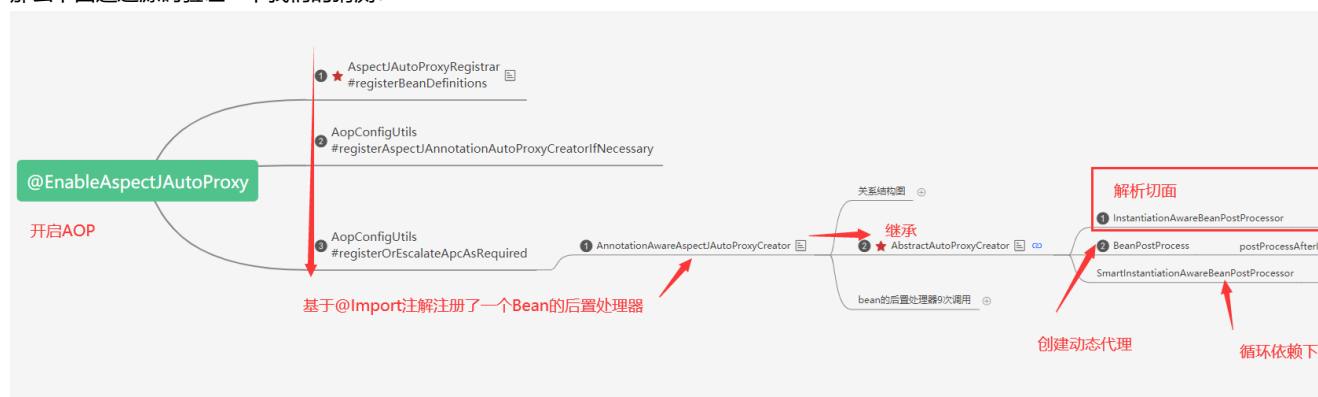 AspectJAutoProxyRegistrar
#registerBeanDefinitions
AopConfigUtils
#registerAspectJAnnotationAutoProxyCreatorIfNecessary
@EnableAspectJAutoProxy
开启AOP
AopConfigUtils
#registerOrEscalateApcAsRequired
基于@Import注解注册了一个Bean的后置处理器
AnnotationAwareAspectJAutoProxyCreator
继承
关系结构图
AbstractAutoProxyCreator
bean的后置处理器9次调用
解析切面
InstantiationAwareBeanPostProcessor
BeanPostProcess postProcessAfterI
SmartInstantiationAwareBeanPostProcessor
创建动态代理
循环依赖下